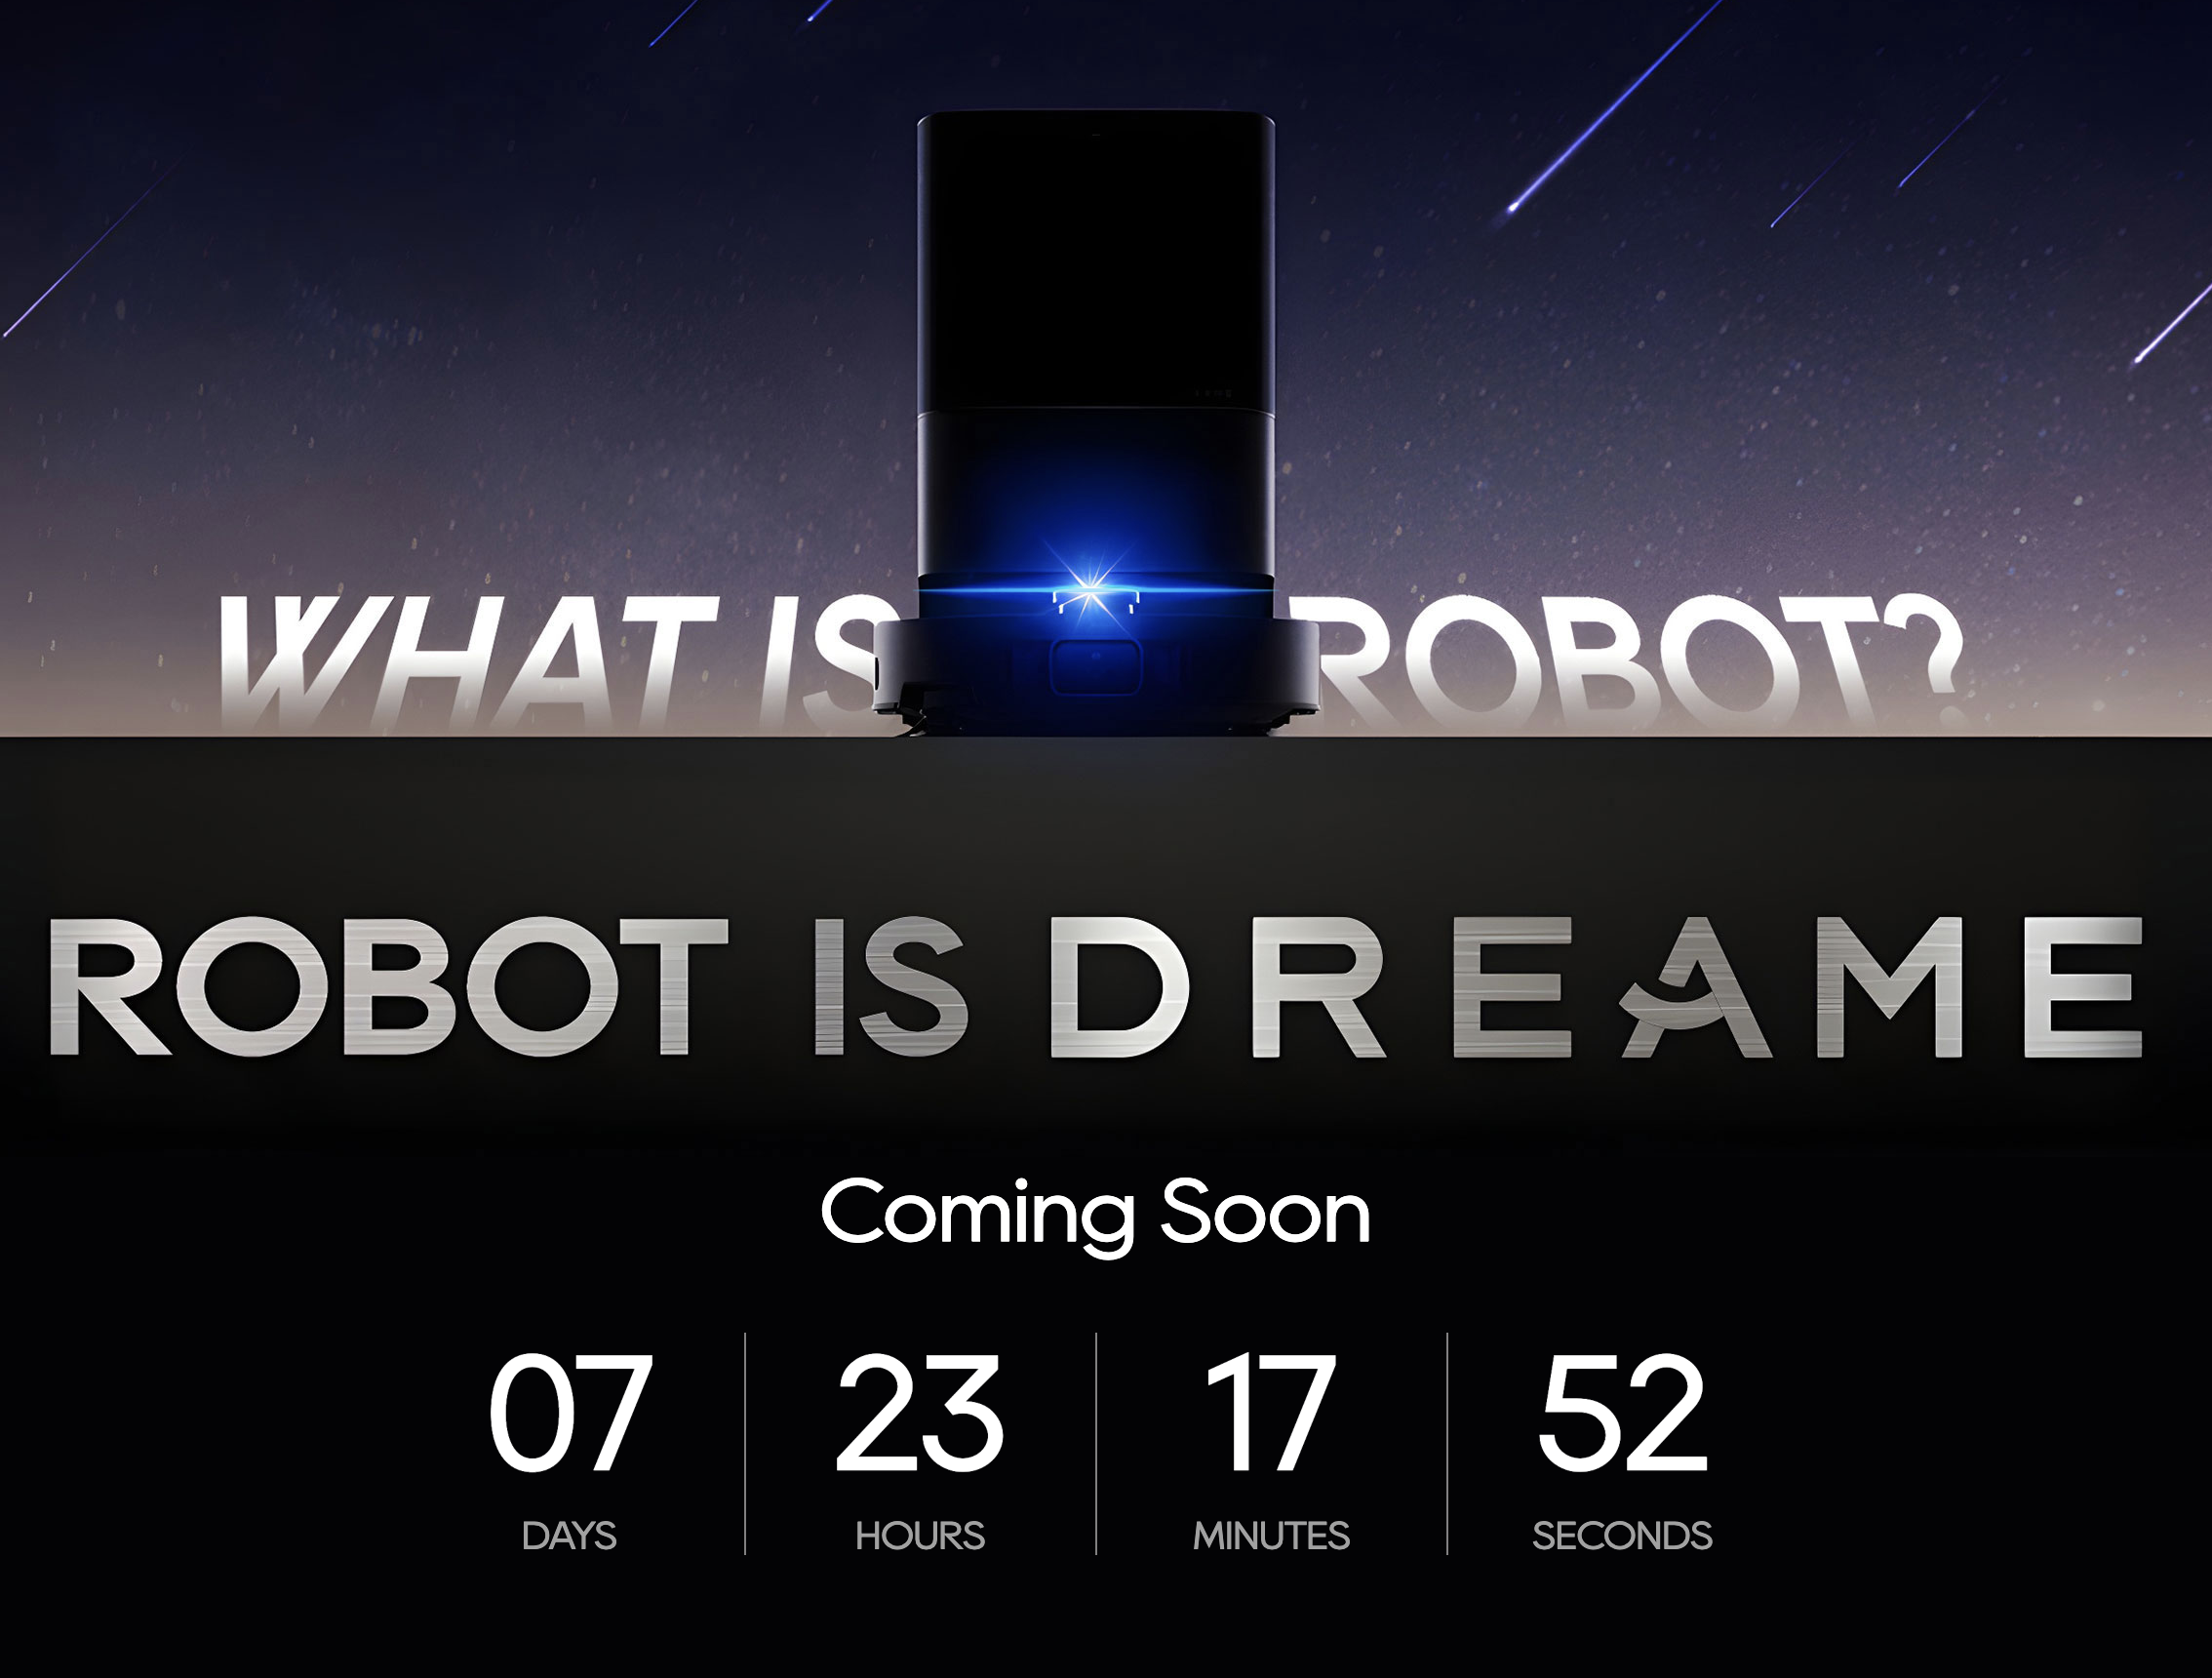 WHAT IS ROBOT?
ROBOT IS DREAME
Coming Soon
07 23 17 52
DAYS HOURS MINUTES SECONDS